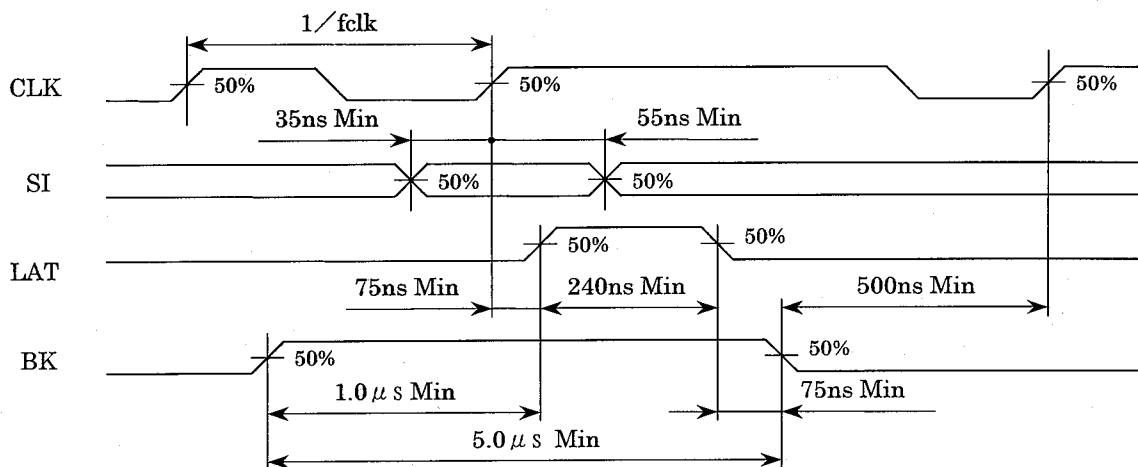 1／fclk
CLK
50%
50%
50%
35ns Min
55ns Min
SI
50%
50%
LAT
50%
50%
75ns Min
240ns Min
500ns Min
BK
50%
50%
1.0μs Min
75ns Min
5.0μs Min